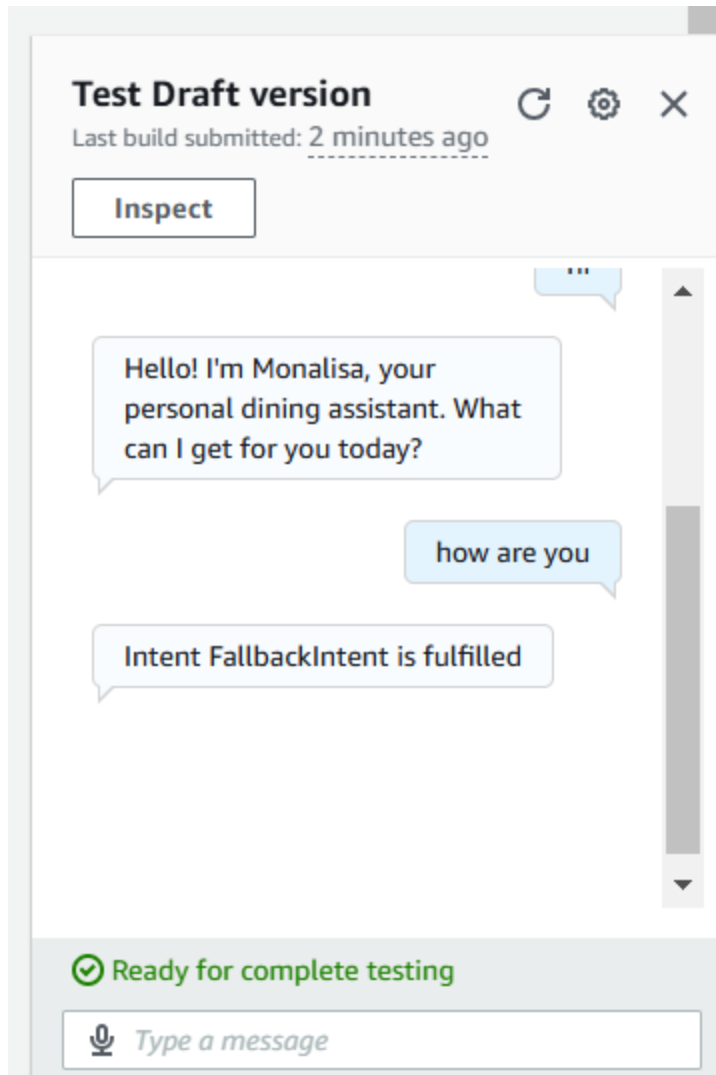 Test Draft version
Last build submitted: 2 minutes ago
Inspect
Hello! I'm Monalisa, your
personal dining assistant. What
can I get for you today?
how are you
Intent FallbackIntent is fulfilled
Ready for complete testing
Type a message